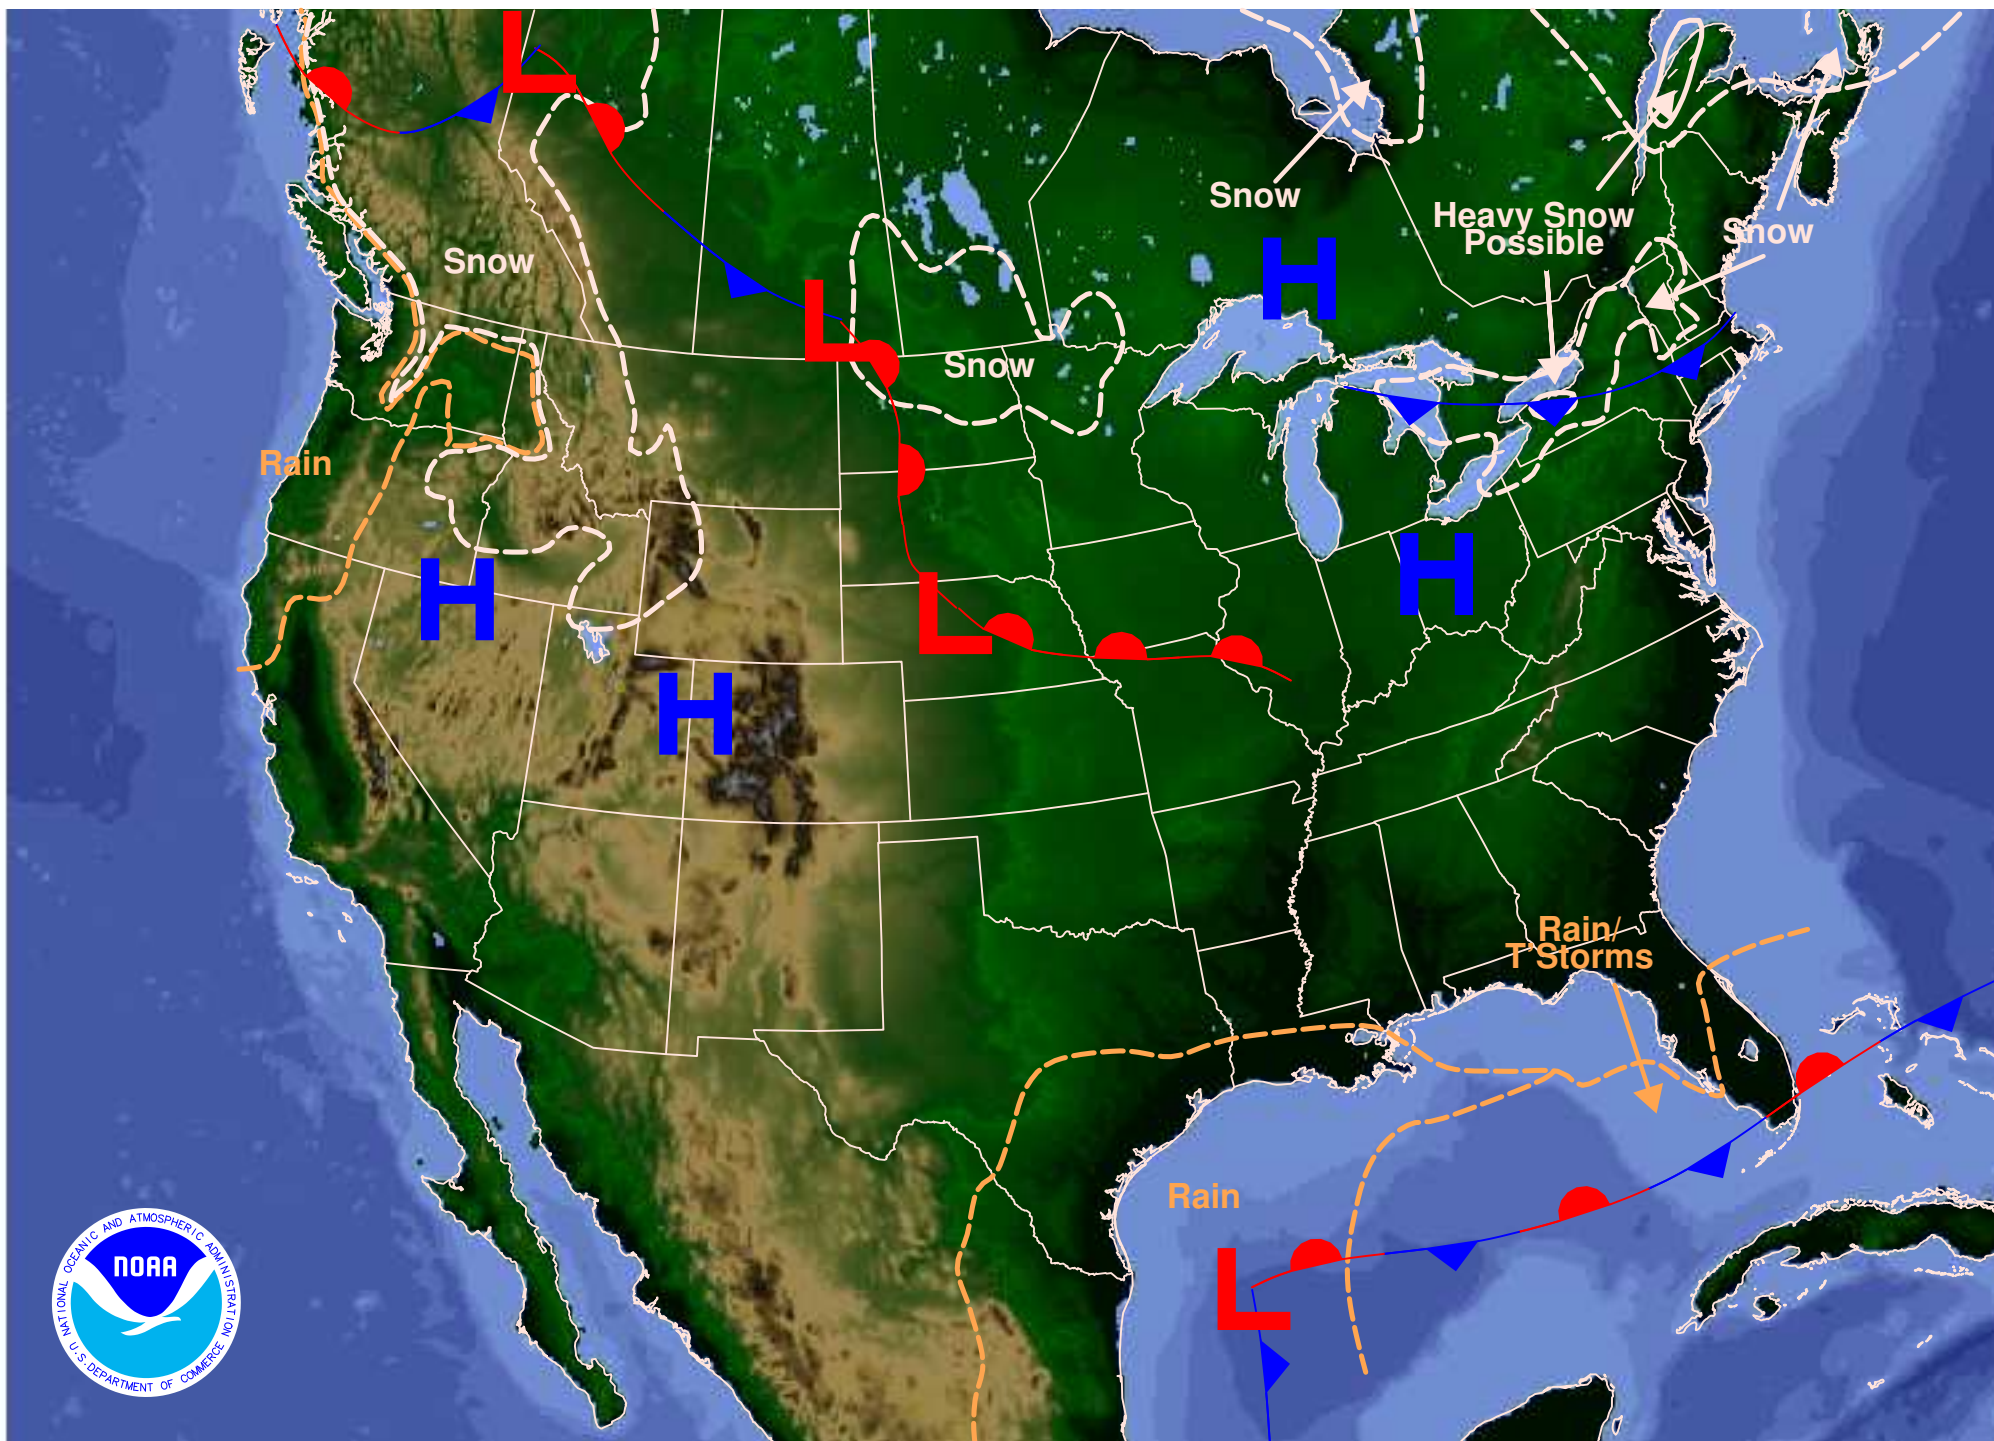 L
Snow
Heavy Snow
Possible
Snow
Snow
H
L
Snow
Rain
H
H
L
H
Rain/
T'Storms
Rain
L
NATIONAL OCEANIC AND ATMOSPHERIC ADMINISTRATION
NOAA
U.S. DEPARTMENT OF COMMERCE